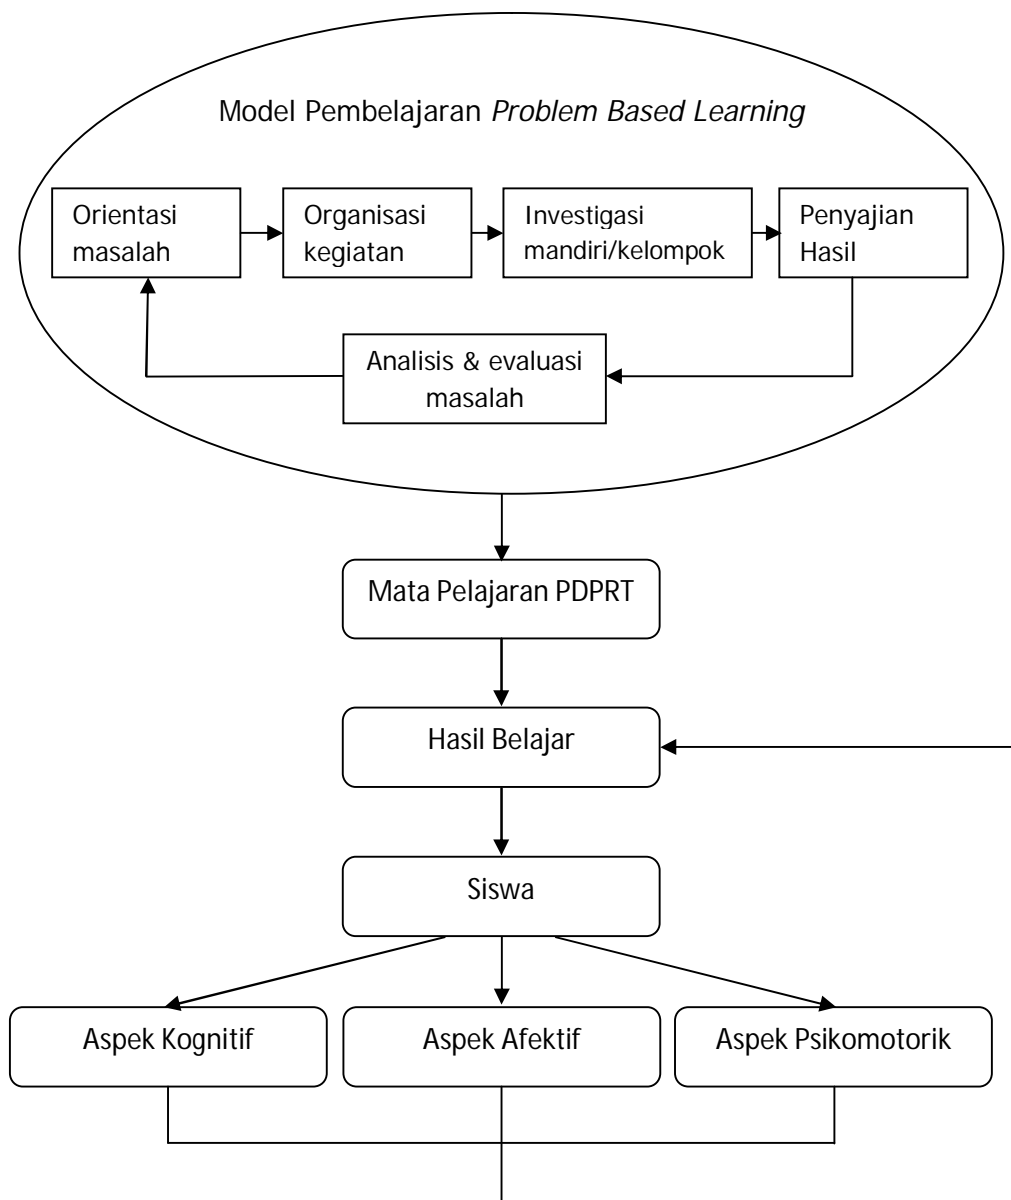 Model Pembelajaran Problem Based Learning
Orientasi
masalah
Organisasi
kegiatan
Investigasi
mandiri/kelompok
Penyajian
Hasil
Analisis & evaluasi
masalah
Mata Pelajaran PDPRT
Hasil Belajar
Siswa
Aspek Kognitif
Aspek Afektif
Aspek Psikomotorik